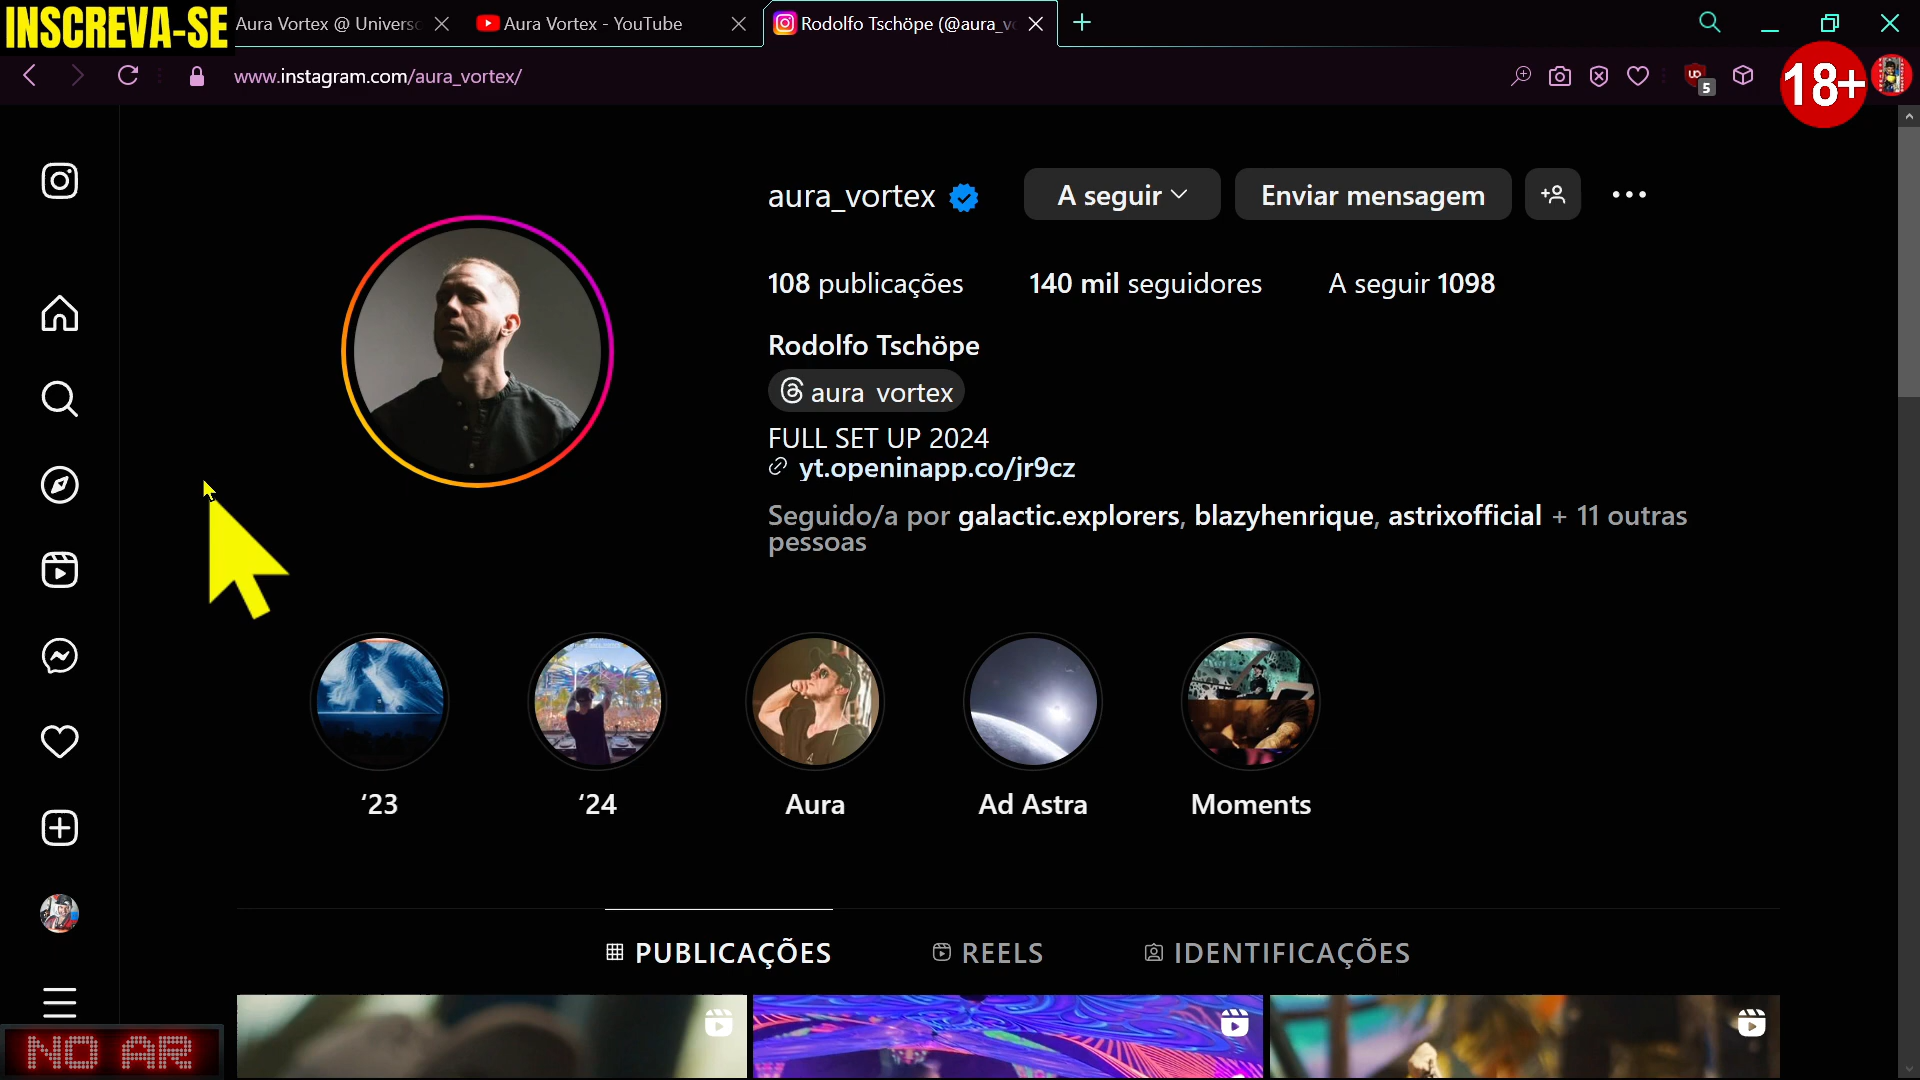 INSCREVA-SE
Aura Vortex @ Univers
Aura Vortex - YouTube
Rodolfo Tschöpe (@aura_v
www.instagram.com/aura_vortex/
5
18+
aura_vortex
A seguir
Enviar mensagem
108 publicações
140 mil seguidores
A seguir 1098
Rodolfo Tschöpe
aura_vortex
FULL SET UP 2024
yt.openinapp.co/jr9cz
Seguido/a por galactic.explorers, blazyhenrique, astrixofficial + 11 outras
pessoas
‘23
‘24
Aura
Ad Astra
Moments
PUBLICAÇÕES
REELS
IDENTIFICAÇÕES
NO AR